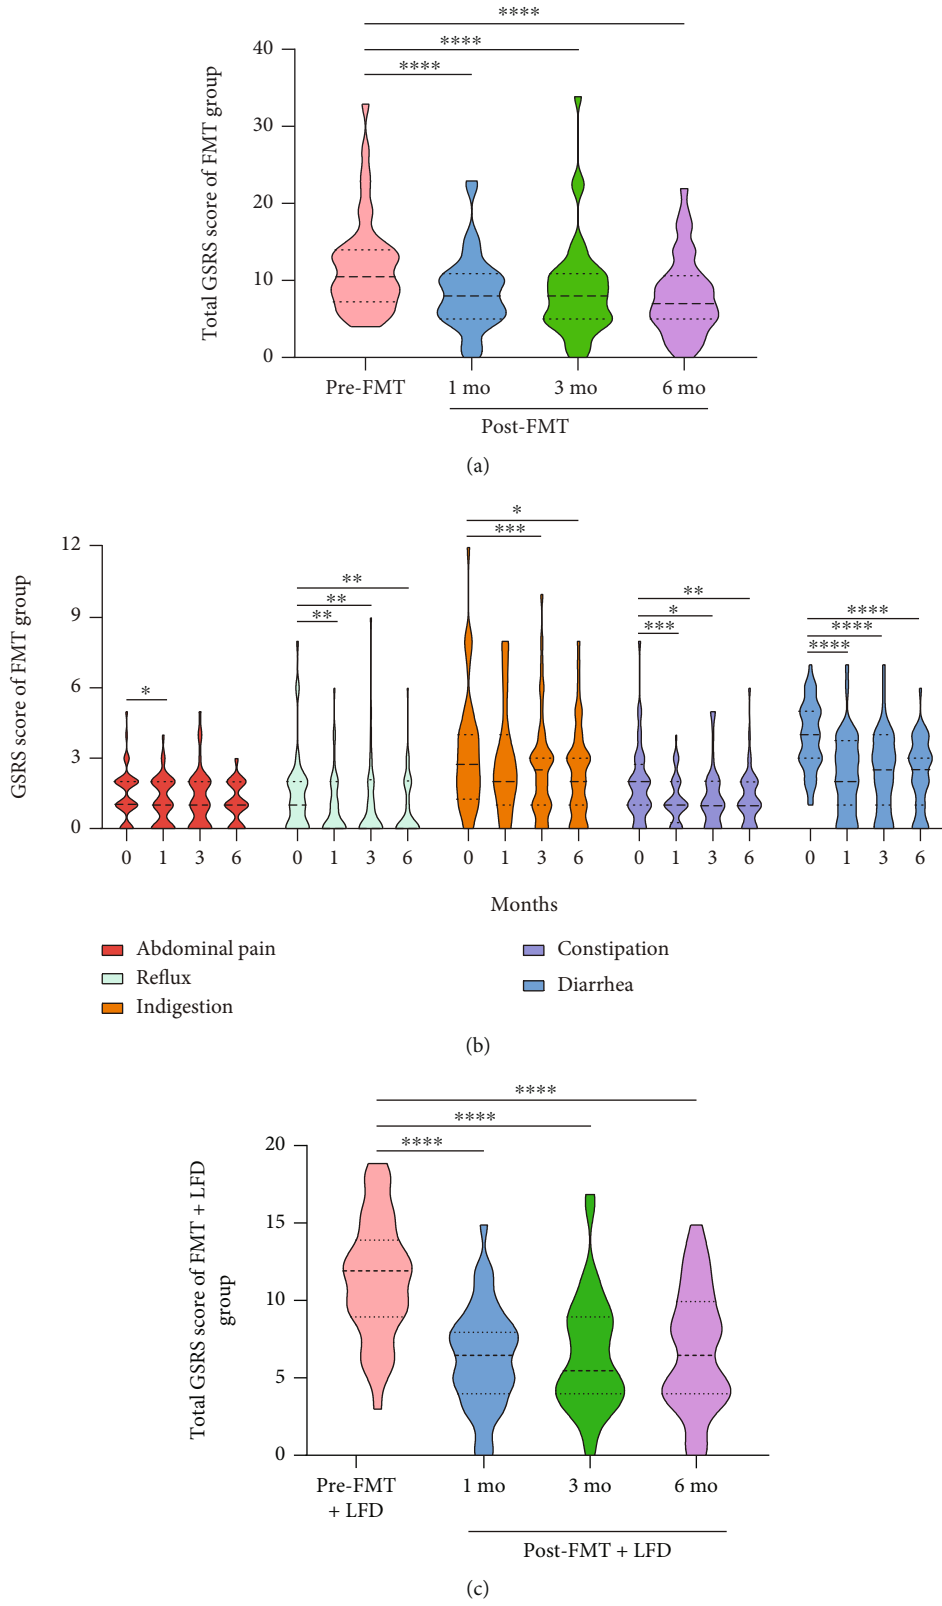 ****
****
****
40
30
20
10
0
Total GSRS score of FMT group
Pre-FMT
1 mo
3 mo
6 mo
Post-FMT
(a)
*
***
**
**
**
**
*
***
****
****
****
*
12
9
6
3
0
GSRS score of FMT group
0 1 3 6 0 1 3 6 0 1 3 6 0 1 3 6 0 1 3 6
Months
Abdominal pain
Reflux
Indigestion
Constipation
Diarrhea
(b)
****
****
****
20
15
10
5
0
Total GSRS score of FMT + LFD
group
Pre-FMT
+ LFD
1 mo
3 mo
6 mo
Post-FMT + LFD
(c)